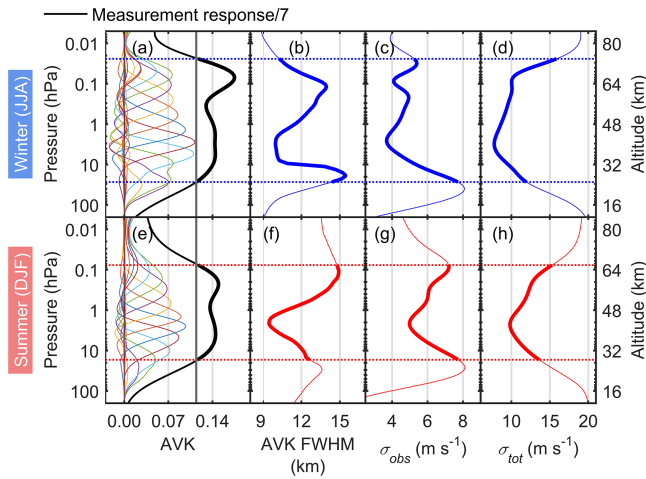 Measurement response/7
(a) (b) (c) (d)
0.01 80
0.1 64
1 48
10 32
100 16
Pressure (hPa)
Altitude (km)
Winter (JJA)
(e) (f) (g) (h)
0.01 80
0.1 64
1 48
10 32
100 16
Pressure (hPa)
Altitude (km)
Summer (DJF)
0.00 0.07 0.14 9 12 15 4 6 8 10 15 20
AVK AVK FWHM (km) σobs (m s⁻¹) σtot (m s⁻¹)